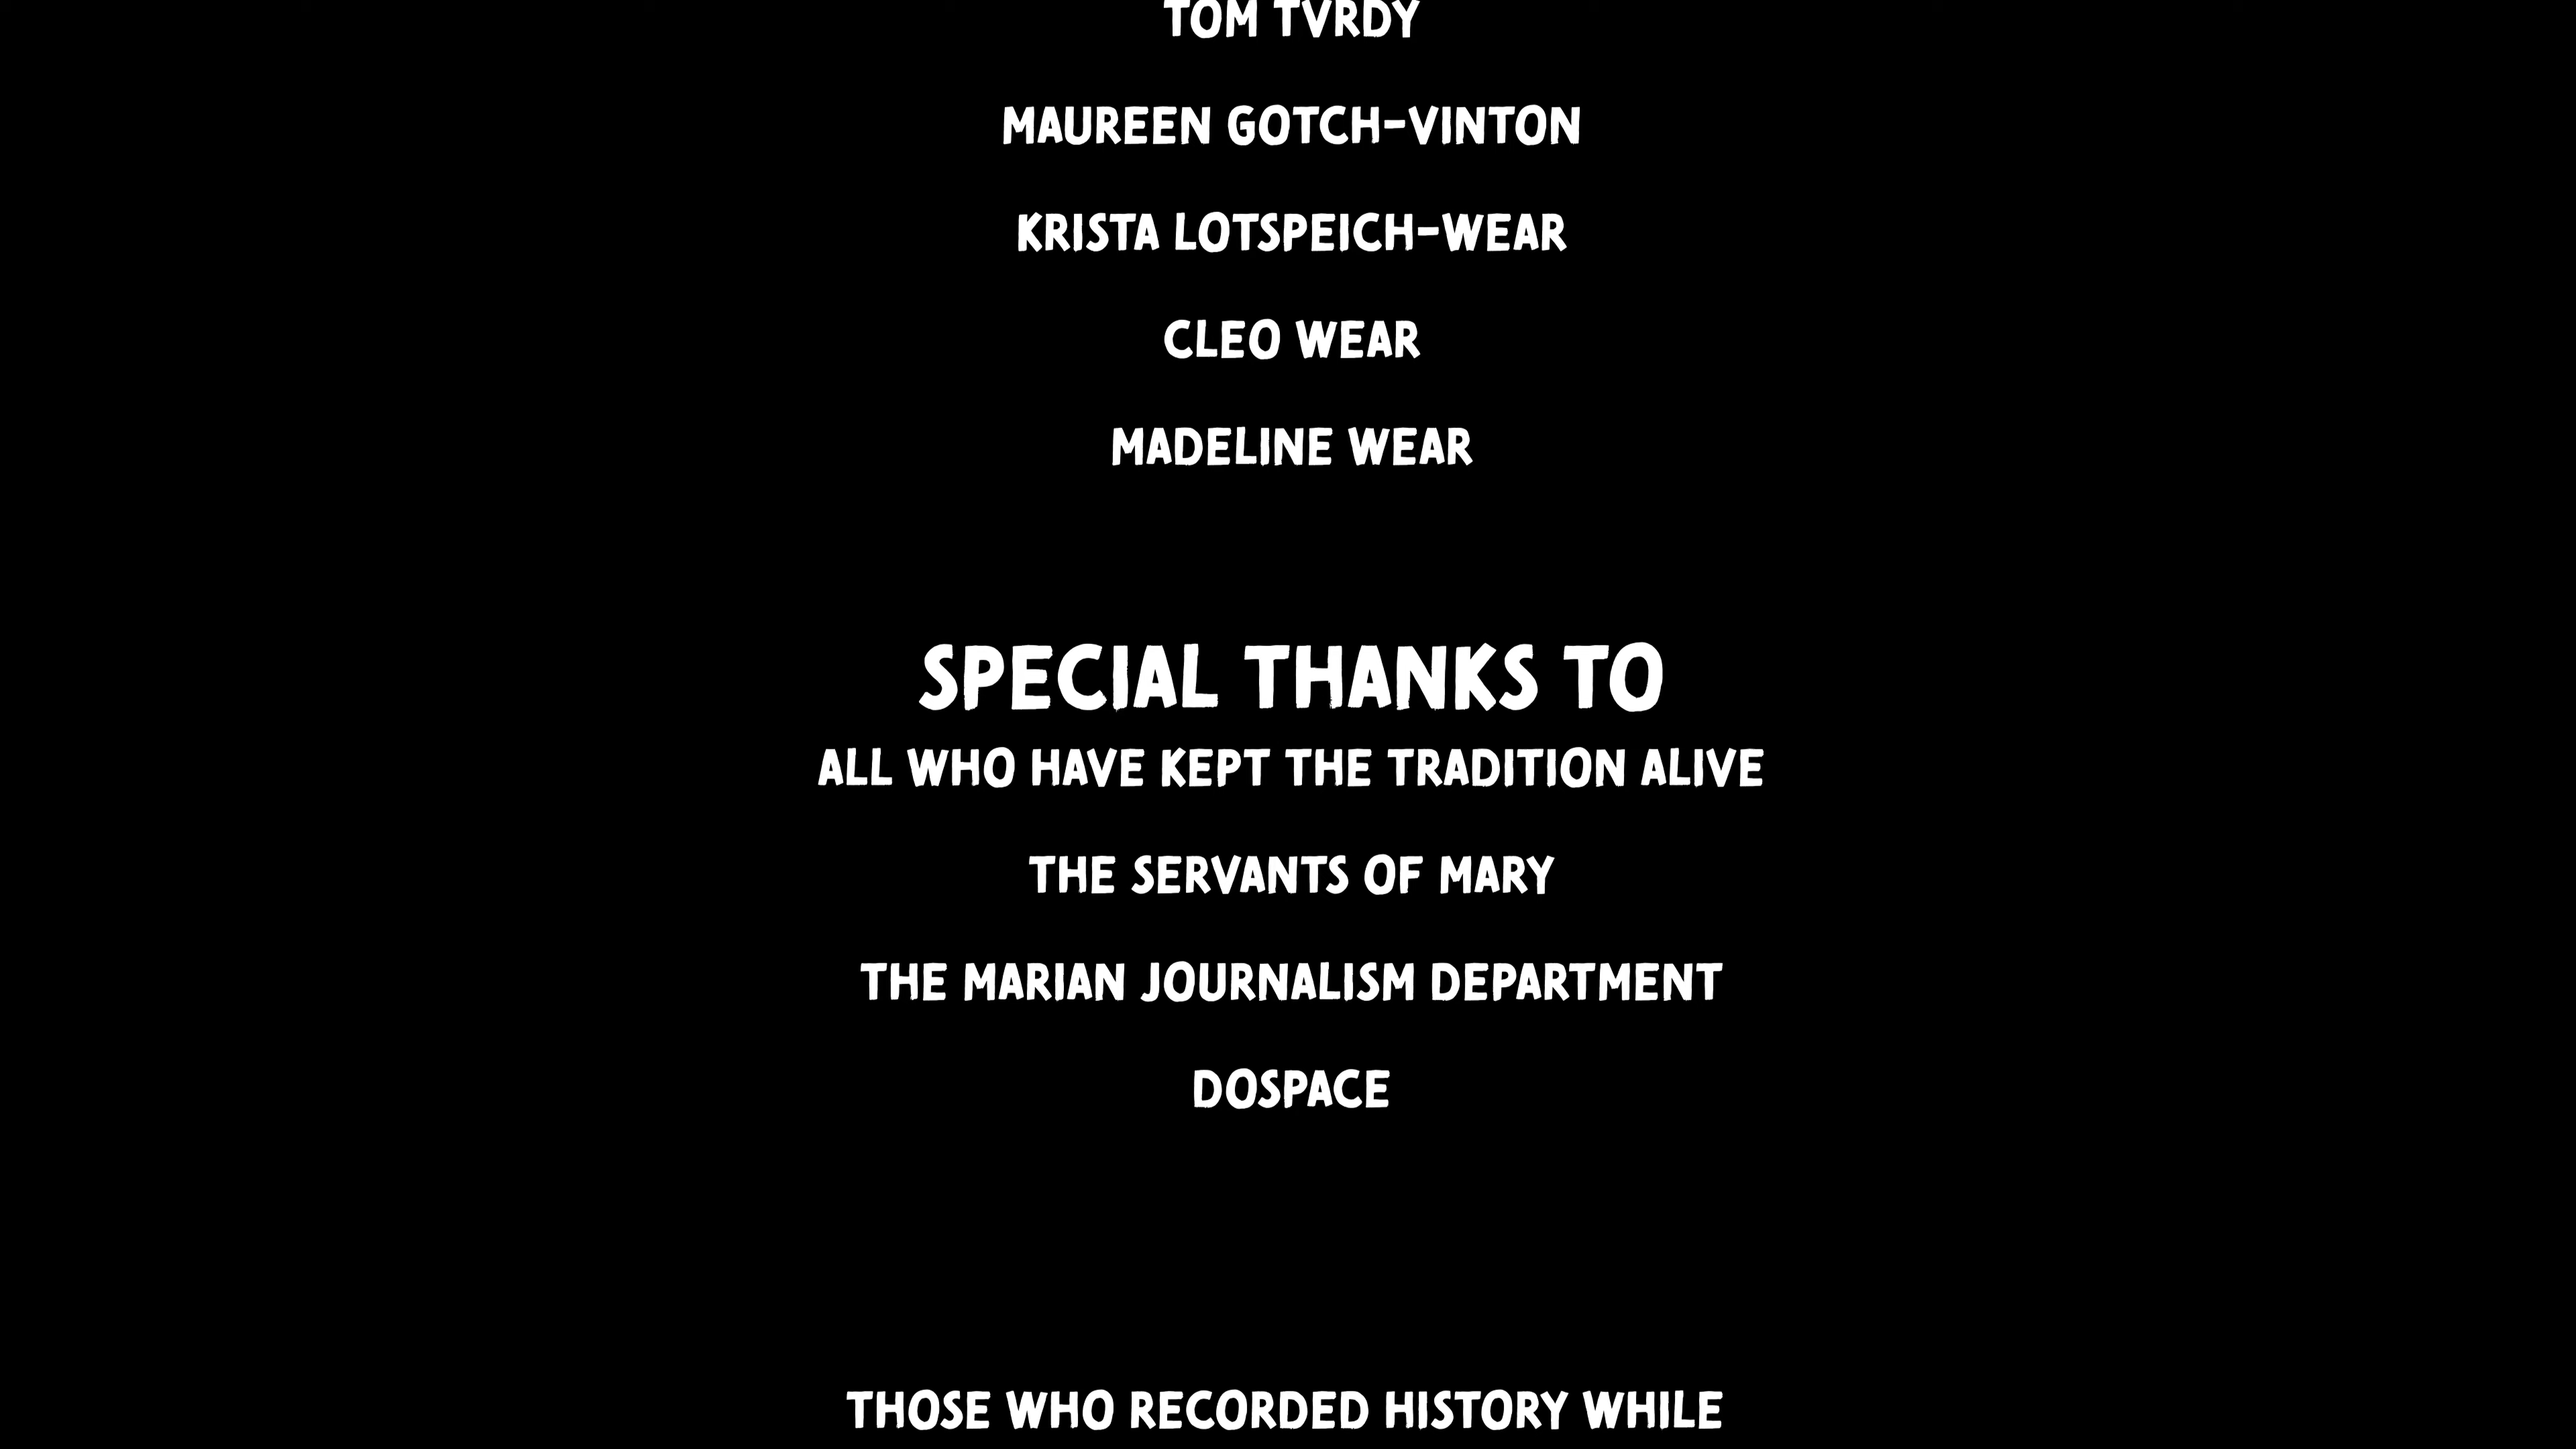 TOM TVRDY
MAUREEN GOTCH-VINTON
KRISTA LOTSPEICH-WEAR
CLEO WEAR
MADELINE WEAR
SPECIAL THANKS TO
ALL WHO HAVE KEPT THE TRADITION ALIVE
THE SERVANTS OF MARY
THE MARIAN JOURNALISM DEPARTMENT
DOSPACE
THOSE WHO RECORDED HISTORY WHILE